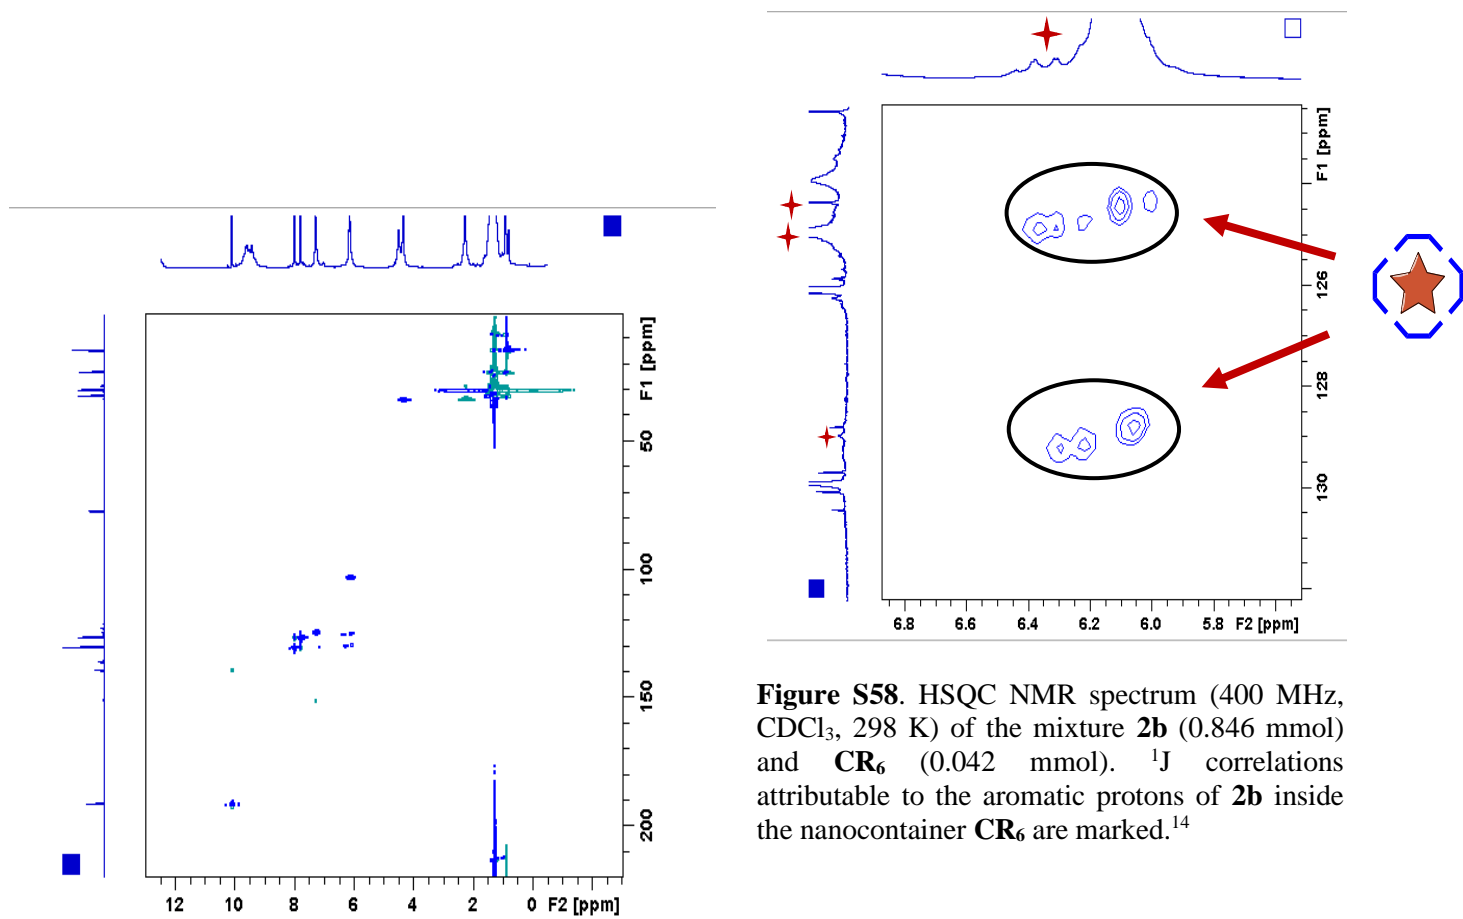 F1 [ppm]
50
100
150
200
12
10
8
6
4
2
0
F2 [ppm]
F1 [ppm]
126
128
130
6.8
6.6
6.4
6.2
6.0
5.8
F2 [ppm]
Figure S58. HSQC NMR spectrum (400 MHz,
CDCl₃, 298 K) of the mixture 2b (0.846 mmol)
and CR₆ (0.042 mmol). ¹J correlations
attributable to the aromatic protons of 2b inside
the nanocontainer CR₆ are marked.¹⁴